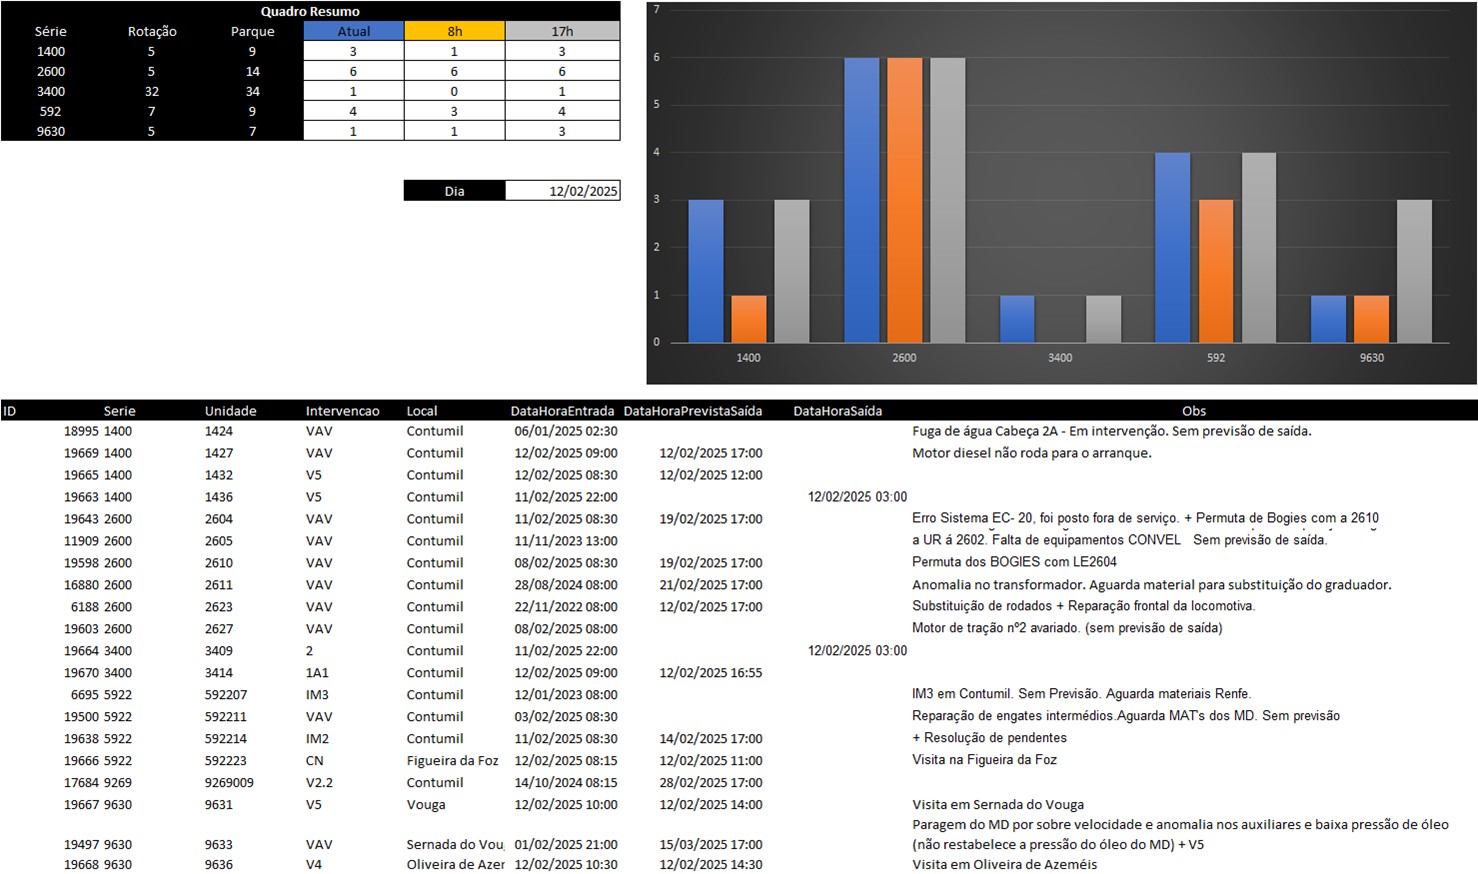 Quadro Resumo
Série Rotação Parque Atual 8h 17h
1400 5 9 3 1 3
2600 5 14 6 6 6
3400 32 34 1 0 1
592 7 9 4 3 4
9630 5 7 1 1 3
Dia 12/02/2025
7
6
5
4
3
2
1
0
1400 2600 3400 592 9630
ID Serie Unidade Intervencao Local DataHoraEntrada DataHoraPrevistaSaída DataHoraSaída Obs
18995 1400 1424 VAV Contumil 06/01/2025 02:30 Fuga de água Cabeça 2A - Em intervenção. Sem previsão de saída.
19669 1400 1427 VAV Contumil 12/02/2025 09:00 12/02/2025 17:00 Motor diesel não roda para o arranque.
19665 1400 1432 V5 Contumil 12/02/2025 08:30 12/02/2025 12:00
19663 1400 1436 V5 Contumil 11/02/2025 22:00 12/02/2025 03:00
19643 2600 2604 VAV Contumil 11/02/2025 08:30 19/02/2025 17:00 Erro Sistema EC- 20, foi posto fora de serviço. + Permuta de Bogies com a 2610
11909 2600 2605 VAV Contumil 11/11/2023 13:00 a UR á 2602. Falta de equipamentos CONVEL Sem previsão de saída.
19598 2600 2610 VAV Contumil 08/02/2025 08:30 19/02/2025 17:00 Permuta dos BOGIES com LE2604
16880 2600 2611 VAV Contumil 28/08/2024 08:00 21/02/2025 17:00 Anomalia no transformador. Aguarda material para substituição do graduador.
6188 2600 2623 VAV Contumil 22/11/2022 08:00 12/02/2025 17:00 Substituição de rodados + Reparação frontal da locomotiva.
19603 2600 2627 VAV Contumil 08/02/2025 08:00 Motor de tração nº2 avariado. (sem previsão de saída)
19664 3400 3409 2 Contumil 11/02/2025 22:00 12/02/2025 03:00
19670 3400 3414 1A1 Contumil 12/02/2025 09:00 12/02/2025 16:55
6695 5922 592207 IM3 Contumil 12/01/2023 08:00 IM3 em Contumil. Sem Previsão. Aguarda materiais Renfe.
19500 5922 592211 VAV Contumil 03/02/2025 08:30 Reparação de engates intermédios.Aguarda MAT's dos MD. Sem previsão
19638 5922 592214 IM2 Contumil 11/02/2025 08:30 14/02/2025 17:00 + Resolução de pendentes
19666 5922 592223 CN Figueira da Foz 12/02/2025 08:15 12/02/2025 11:00 Visita na Figueira da Foz
17684 9269 9269009 V2.2 Contumil 14/10/2024 08:15 28/02/2025 17:00
19667 9630 9631 V5 Vouga 12/02/2025 10:00 12/02/2025 14:00 Visita em Sernada do Vouga
Paragem do MD por sobre velocidade e anomalia nos auxiliares e baixa pressão de óleo
19497 9630 9633 VAV Sernada do Vou 01/02/2025 21:00 15/03/2025 17:00 (não restabelece a pressão do óleo do MD) + V5
19668 9630 9636 V4 Oliveira de Azer 12/02/2025 10:30 12/02/2025 14:30 Visita em Oliveira de Azeméis